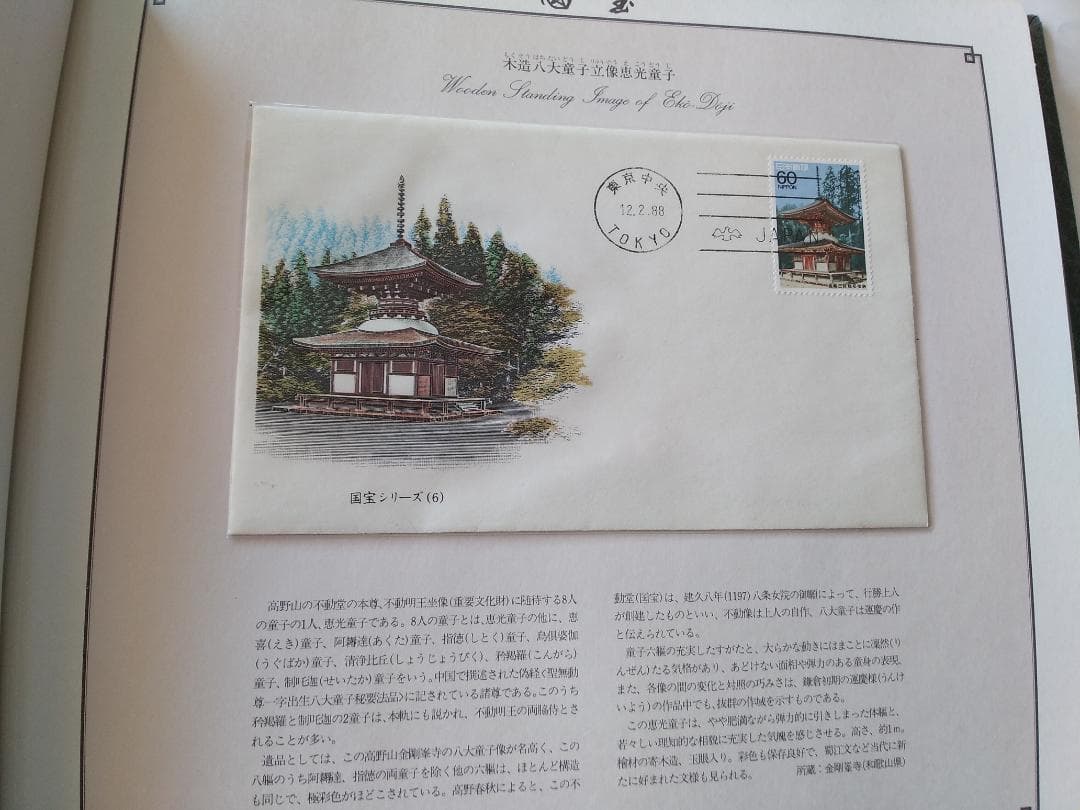 国宝
木造八大童子立像恵光童子
Wooden Standing Image of Ekō-Dōji
東京中央
12.2.88
TOKYO
JA
60
NIPPON
国宝シリーズ(6)
高野山の不動堂の本尊、不動明王坐像(重要文化財)に随待する8人
の童子の1人、恵光童子である。8人の童子とは、恵光童子の他に、恵
喜(えき)童子、阿耨達(あくた)童子、指徳(しとく)童子、烏倶婆伽
(うぐばか)童子、清浄比丘(しょうじょうびく)、矜羯羅(こんがら)
童子、制吒迦(せいたか)童子をいう。中国で撰述された偽経〈聖無動
尊一字出生八大童子秘要法品〉に記されている諸尊である。このうち
矜羯羅と制吒迦の2童子は、本軌にも説かれ、不動明王の両脇侍とさ
れることが多い。
遺品としては、この高野山金剛峯寺の八大童子像が名高く、この
八軀のうち阿耨達、指徳の両童子を除く他の六軀は、ほとんど構造
も同じで、極彩色がほどこされている。高野春秋によると、この不
動堂(国宝)は、建久八年(1197)八条女院の御願によって、行勝上人
が創建したものといい、不動像は上人の自作、八大童子は運慶の作
と伝えられている。
童子六軀の充実したすがたと、大らかな動きにはまことに凜然(り
んぜん)たる気格があり、あどけない面相や弾力のある童身の表現、
また、各像の間の変化と対照の巧みさは、鎌倉初期の運慶様(うんけ
いよう)の作品中でも、抜群の作域を示すものである。
この恵光童子は、やや肥満ながら弾力的に引きしまった体軀と、
若々しい理知的な相貌に充実した気魄を感じさせる。高さ、約1m。
檜材の寄木造、玉眼入り。彩色も保存良好で、蜀江文など当代に新
たに好まれた文様も見られる。
所蔵：金剛峯寺(和歌山県)